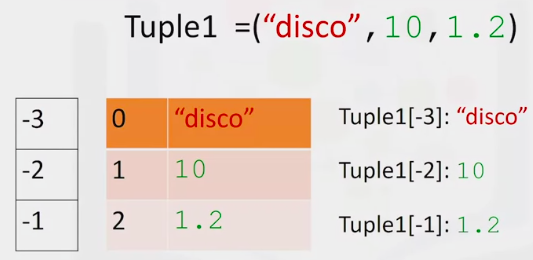 Tuple1 =(“disco”,10,1.2)
-3 0 “disco” Tuple1[-3]: “disco”
-2 1 10 Tuple1[-2]: 10
-1 2 1.2 Tuple1[-1]: 1.2